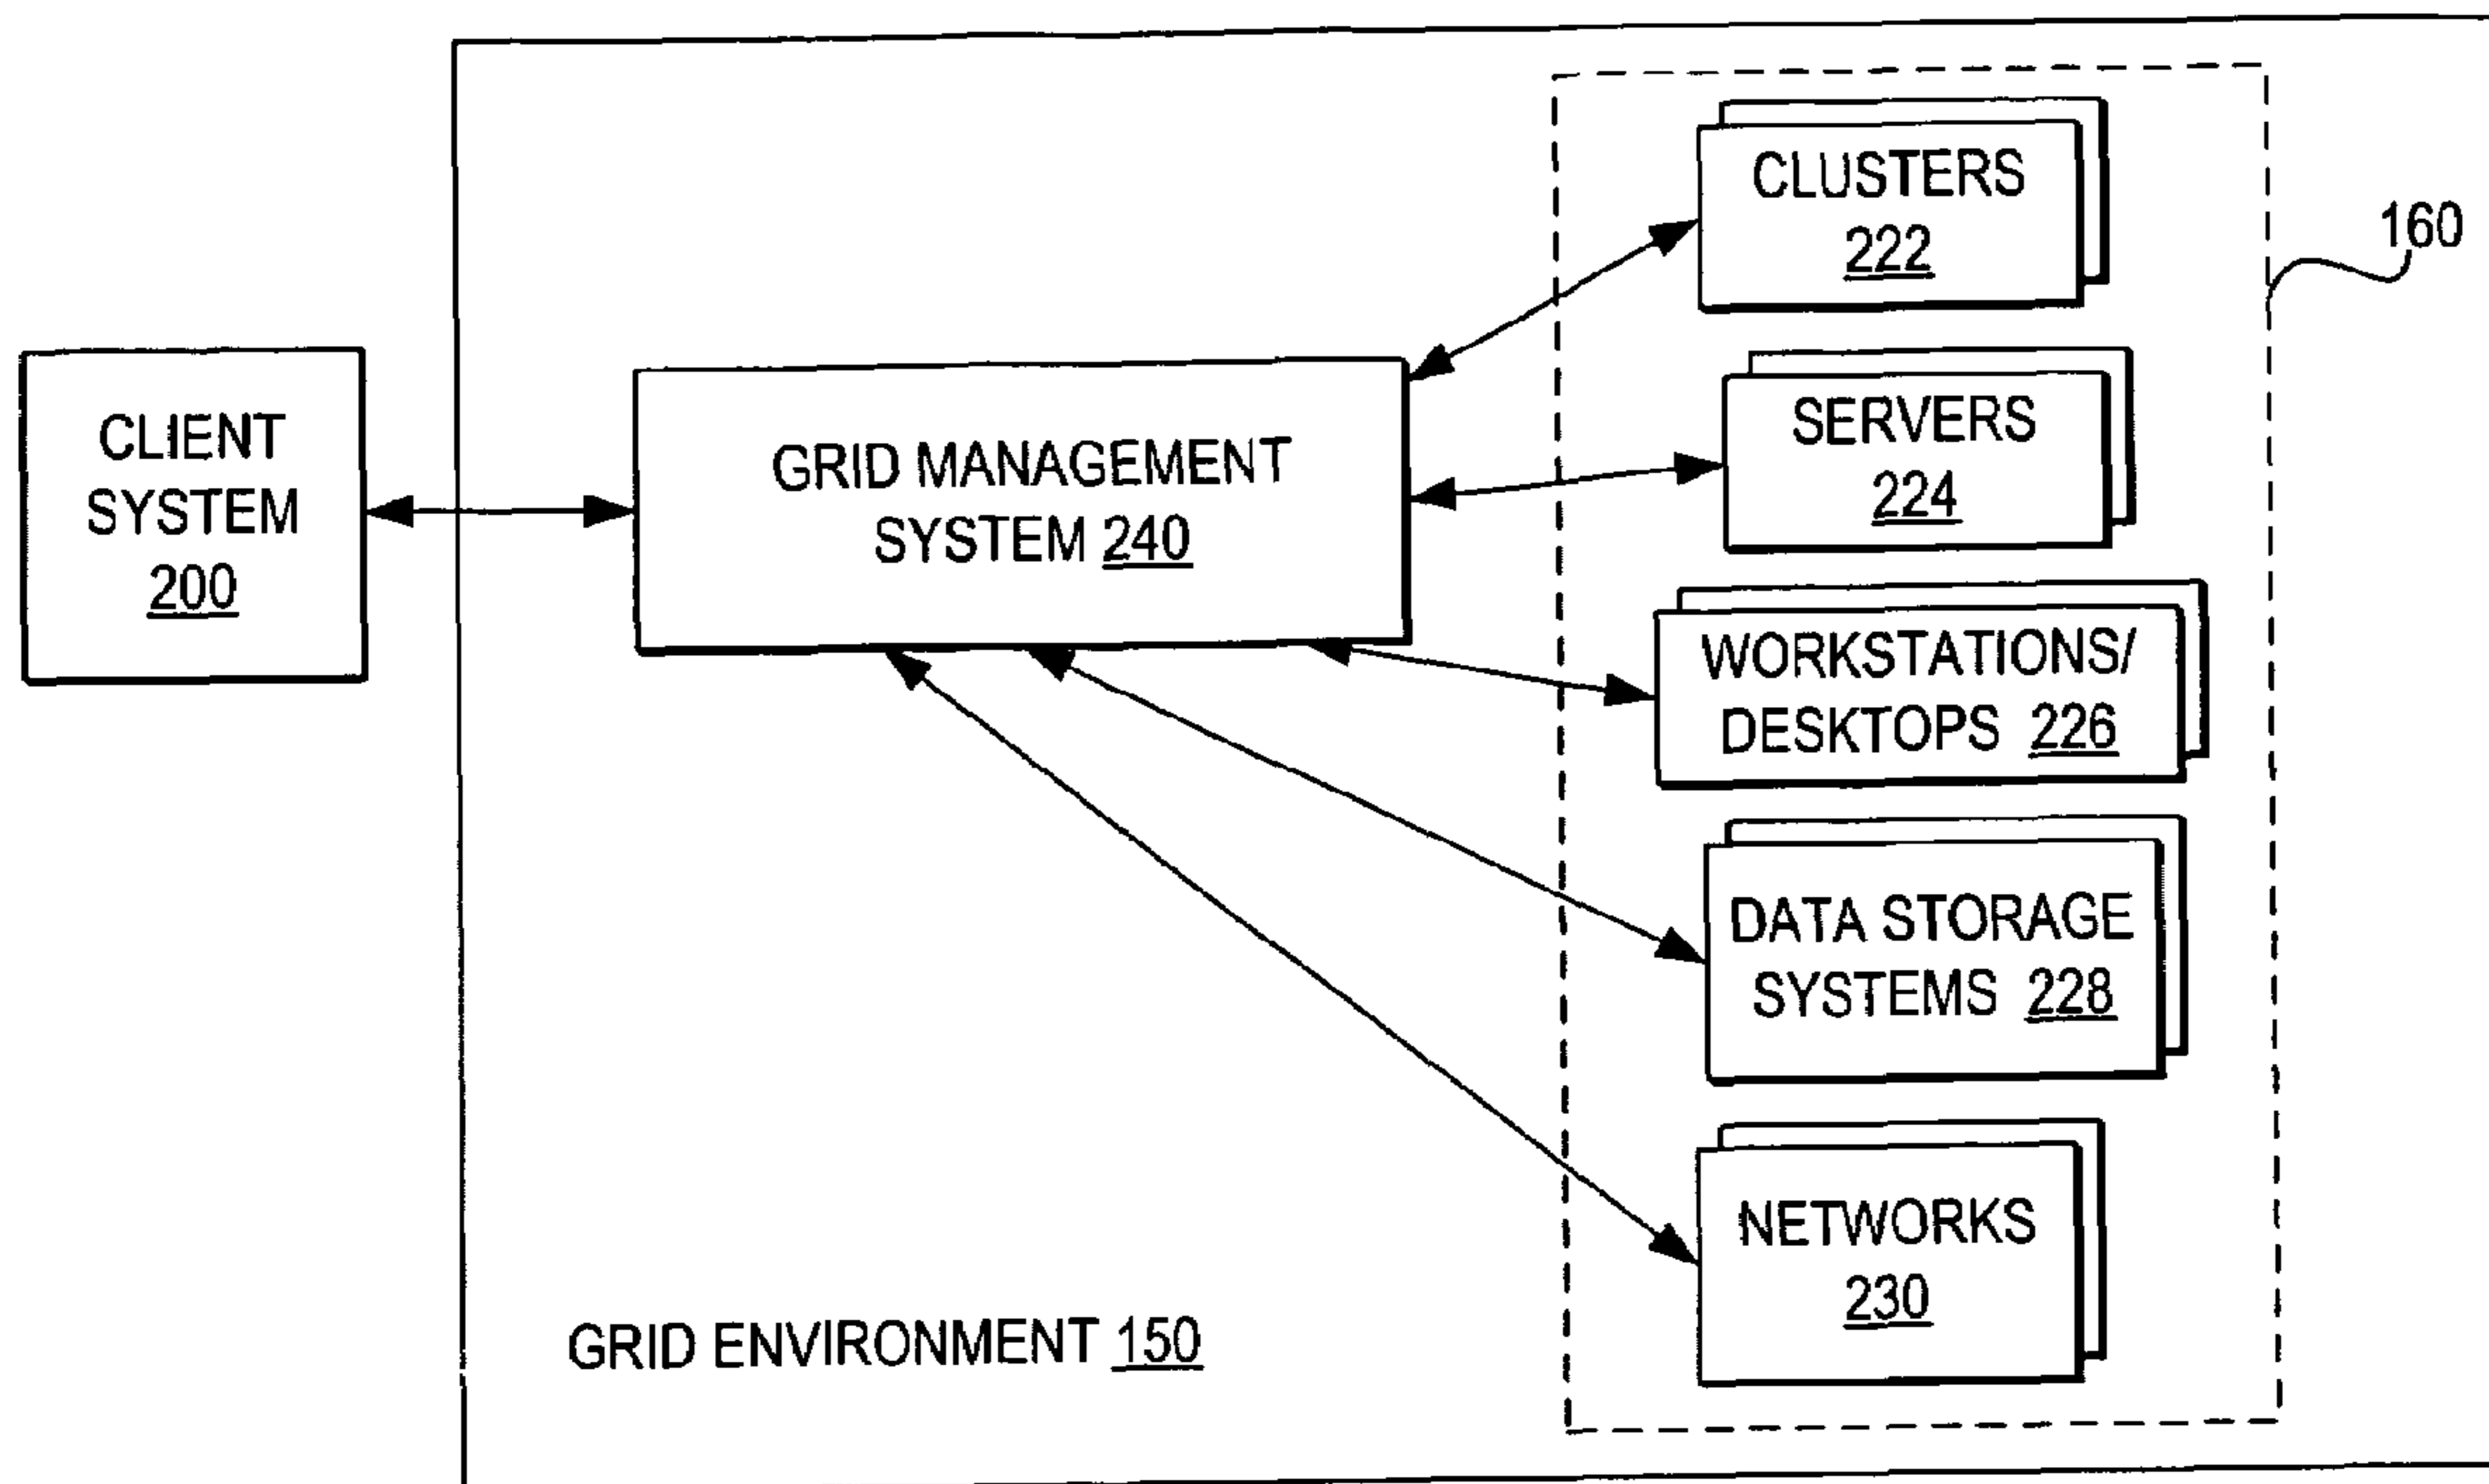 CLIENT
SYSTEM
200
GRID MANAGEMENT
SYSTEM 240
CLUSTERS
222
160
SERVERS
224
WORKSTATIONS/
DESKTOPS 226
DATA STORAGE
SYSTEMS 228
NETWORKS
230
GRID ENVIRONMENT 150